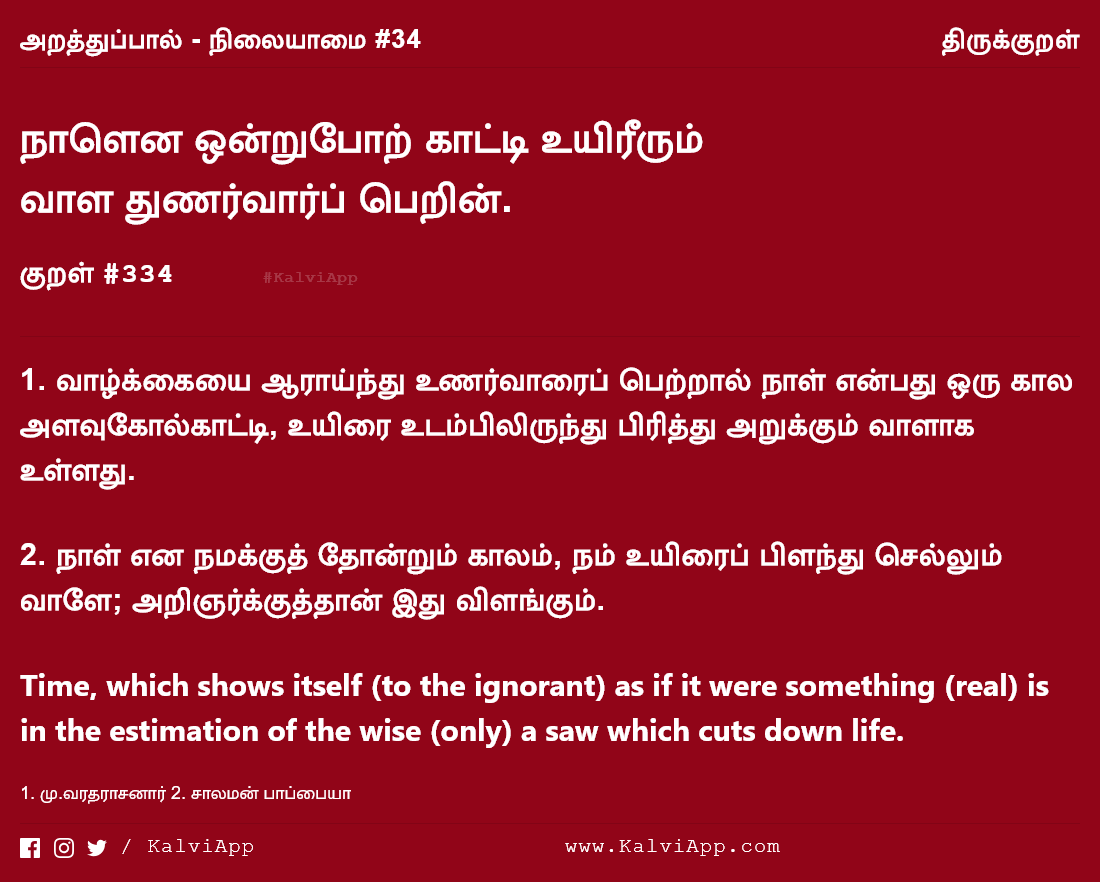 அறத்துப்பால் - நிலையாமை #34
திருக்குறள்
நாளென ஒன்றுபோற் காட்டி உயிரீரும்
வாள துணர்வார்ப் பெறின்.
குறள் #334
#KalviApp
1. வாழ்க்கையை ஆராய்ந்து உணர்வாரைப் பெற்றால் நாள் என்பது ஒரு கால
அளவுகோல்காட்டி, உயிரை உடம்பிலிருந்து பிரித்து அறுக்கும் வாளாக
உள்ளது.
2. நாள் என நமக்குத் தோன்றும் காலம், நம் உயிரைப் பிளந்து செல்லும்
வாளே; அறிஞர்க்குத்தான் இது விளங்கும்.
Time, which shows itself (to the ignorant) as if it were something (real) is
in the estimation of the wise (only) a saw which cuts down life.
1. மு.வரதராசனார் 2. சாலமன் பாப்பையா
/ KalviApp
www.KalviApp.com